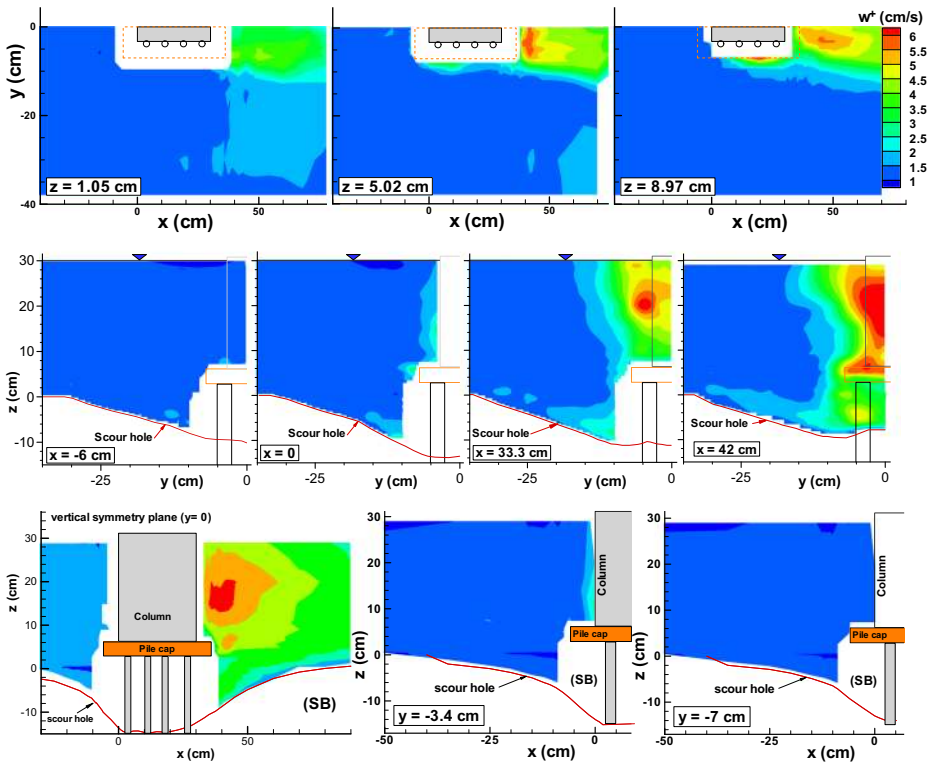 w⁺ (cm/s)
6
5.5
5
4.5
4
3.5
3
2.5
2
1.5
1
0
-20
-40
y (cm)
z = 1.05 cm
0
50
x (cm)
z = 5.02 cm
0
50
x (cm)
z = 8.97 cm
0
50
x (cm)
30
20
10
0
-10
z (cm)
Scour hole
x = -6 cm
-25
0
y (cm)
Scour hole
x = 0
-25
0
y (cm)
Scour hole
x = 33.3 cm
-25
0
y (cm)
Scour hole
x = 42 cm
-25
0
y (cm)
vertical symmetry plane (y= 0)
30
20
10
0
-10
z (cm)
Column
Pile cap
scour hole
(SB)
0
50
x (cm)
30
20
10
0
-10
z (cm)
Column
Pile cap
(SB)
scour hole
y = -3.4 cm
-50
-25
0
x (cm)
30
20
10
0
-10
z (cm)
Column
Pile cap
(SB)
scour hole
y = -7 cm
-50
-25
0
x (cm)